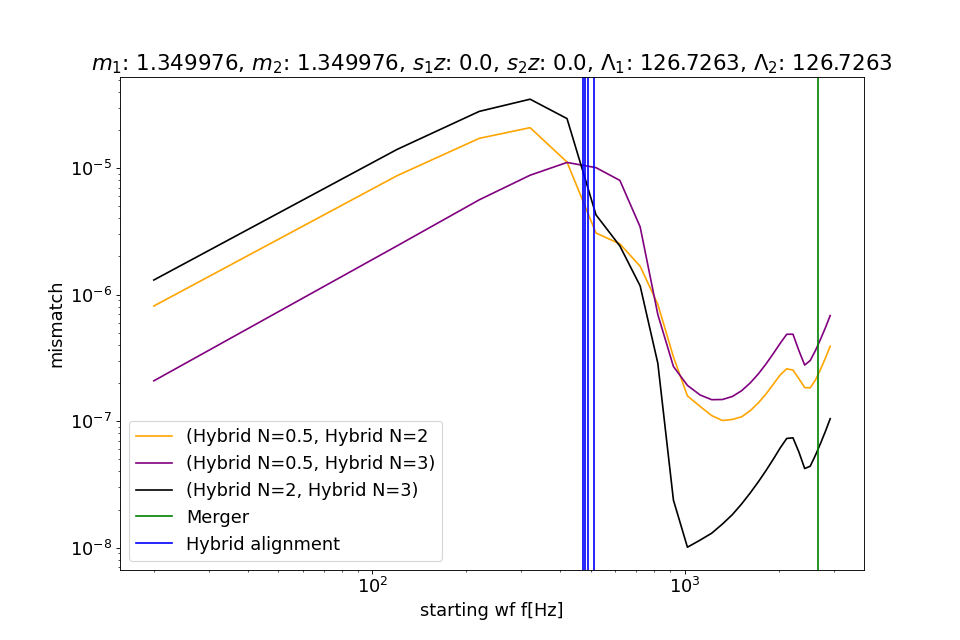 m₁: 1.349976, m₂: 1.349976, s₁z: 0.0, s₂z: 0.0, Λ₁: 126.7263, Λ₂: 126.7263
10⁻⁵
10⁻⁶
10⁻⁷
10⁻⁸
mismatch
(Hybrid N=0.5, Hybrid N=2
(Hybrid N=0.5, Hybrid N=3)
(Hybrid N=2, Hybrid N=3)
Merger
Hybrid alignment
10² 10³
starting wf f[Hz]